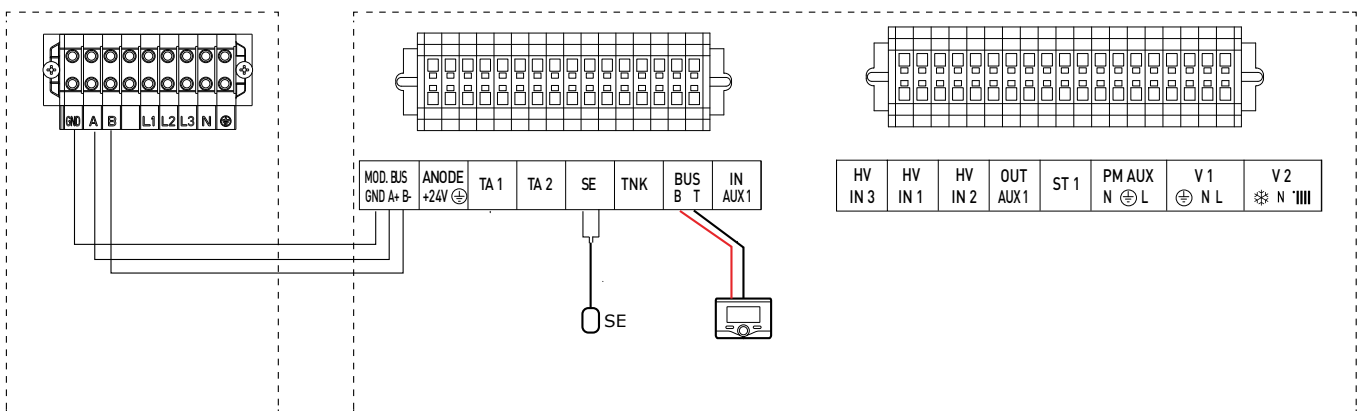 GND A B L1 L2 L3 N
MOD. BUS
GND A+ B-
ANODE
+24V
TA 1
TA 2
SE
TNK
BUS
B T
IN
AUX 1
HV
IN 3
HV
IN 1
HV
IN 2
OUT
AUX 1
ST 1
PM AUX
N L
V 1
N L
V 2
N
SE